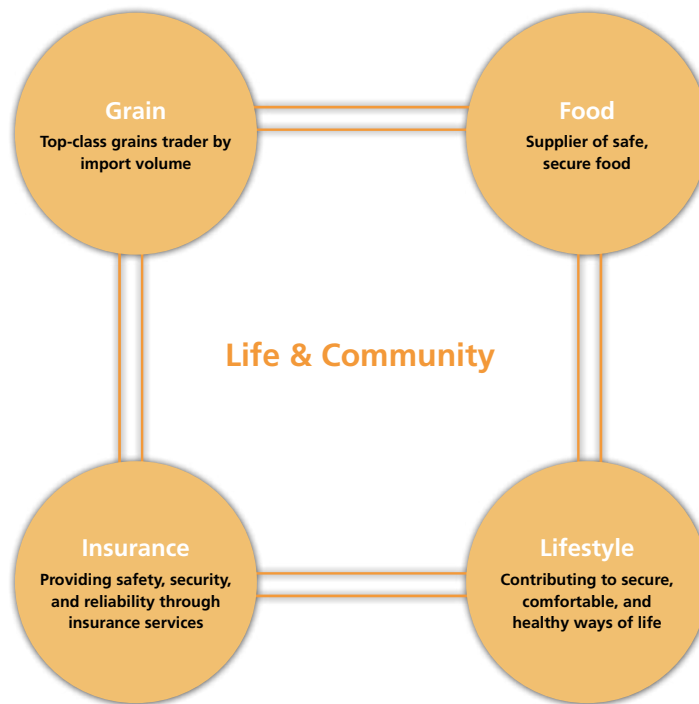 Grain
Top-class grains trader by
import volume
Food
Supplier of safe,
secure food
Life & Community
Insurance
Providing safety, security,
and reliability through
insurance services
Lifestyle
Contributing to secure,
comfortable, and
healthy ways of life